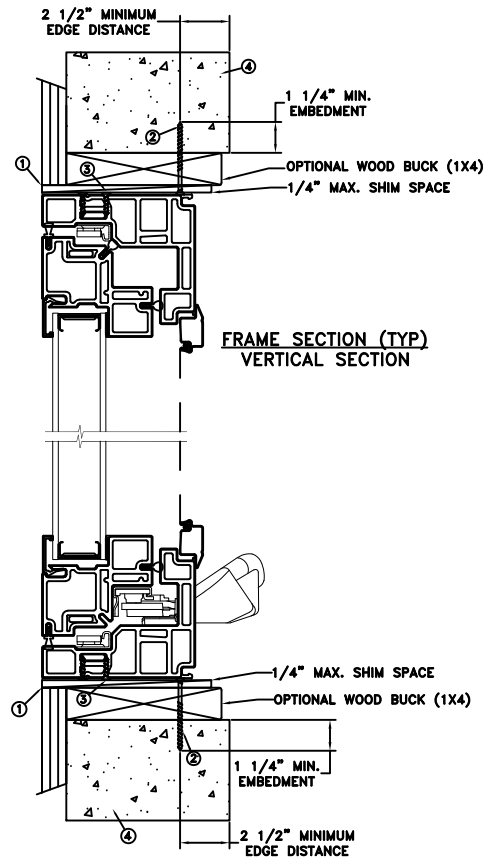 2 1/2” MINIMUM
EDGE DISTANCE
4
1 1/4” MIN.
EMBEDMENT
2
1
3
OPTIONAL WOOD BUCK (1X4)
1/4” MAX. SHIM SPACE
FRAME SECTION (TYP)
VERTICAL SECTION
1/4” MAX. SHIM SPACE
OPTIONAL WOOD BUCK (1X4)
3
1
2
1 1/4” MIN.
EMBEDMENT
4
2 1/2” MINIMUM
EDGE DISTANCE